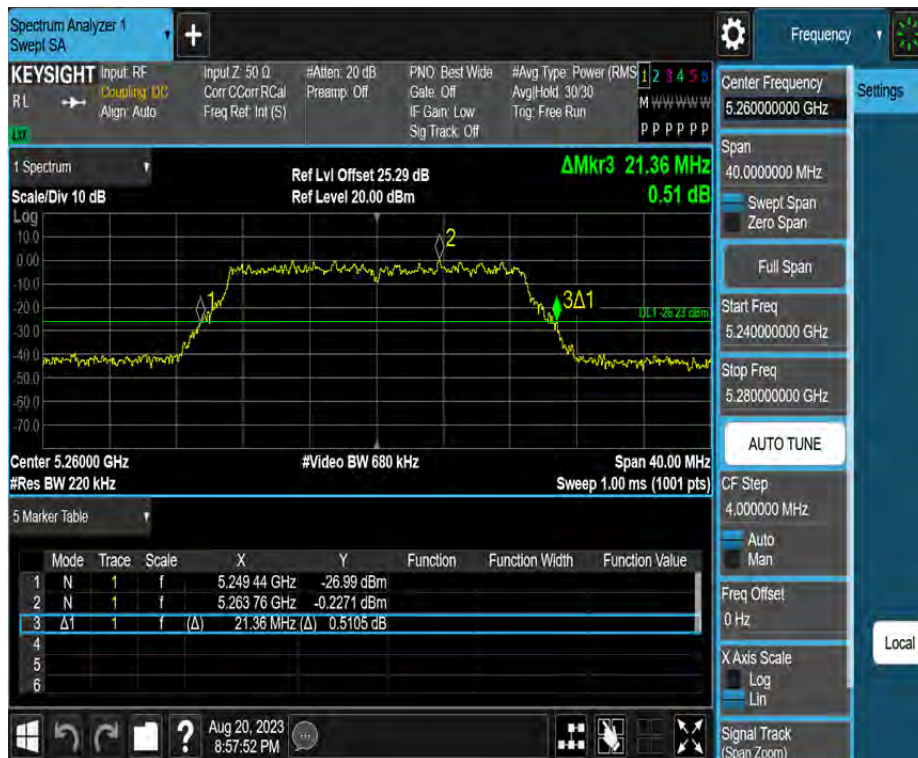 Spectrum Analyzer 1
Swept SA
Frequency
KEYSIGHT
RL
LXI
Input: RF
Coupling: DC
Align: Auto
Input Z: 50 Ω
Corr CCorr RCal
Freq Ref: Int (S)
#Atten: 20 dB
Preamp: Off
PNO: Best Wide
Gate: Off
IF Gain: Low
Sig Track: Off
#Avg Type: Power (RMS
Avg|Hold: 30/30
Trig: Free Run
1 2 3 4 5 6
M W W W W W
P P P P P P
Center Frequency
5.260000000 GHz
Settings
Span
40.0000000 MHz
Swept Span
Zero Span
Full Span
Start Freq
5.240000000 GHz
Stop Freq
5.280000000 GHz
AUTO TUNE
CF Step
4.000000 MHz
Auto
Man
Freq Offset
0 Hz
X Axis Scale
Log
Lin
Signal Track
(Span Zoom)
Local
1 Spectrum
Scale/Div 10 dB
Ref Lvl Offset 25.29 dB
Ref Level 20.00 dBm
ΔMkr3 21.36 MHz
0.51 dB
Log
10.0
0.00
-10.0
-20.0
-30.0
-40.0
-50.0
-60.0
-70.0
1
2
3Δ1
DL1 -26.23 dBm
Center 5.26000 GHz
#Video BW 680 kHz
Span 40.00 MHz
#Res BW 220 kHz
Sweep 1.00 ms (1001 pts)
5 Marker Table
Mode Trace Scale X Y Function Function Width Function Value
1 N 1 f 5.249 44 GHz -26.99 dBm
2 N 1 f 5.263 76 GHz -0.2271 dBm
3 Δ1 1 f (Δ) 21.36 MHz (Δ) 0.5105 dB
4
5
6
?
Aug 20, 2023
8:57:52 PM